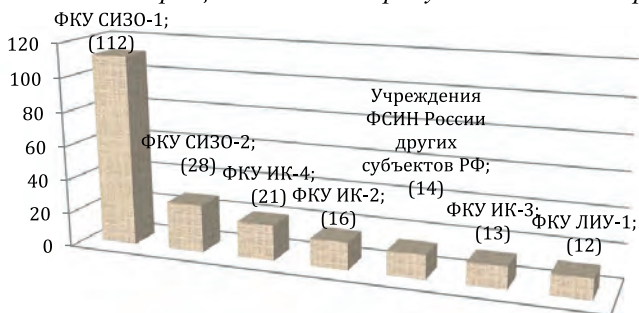 ФКУ СИЗО-1;
(112)
ФКУ СИЗО-2;
(28)
ФКУ ИК-4;
(21)
ФКУ ИК-2;
(16)
Учреждения
ФСИН России
других
субъектов РФ;
(14)
ФКУ ИК-3;
(13)
ФКУ ЛИУ-1;
(12)
120
100
80
60
40
20
0